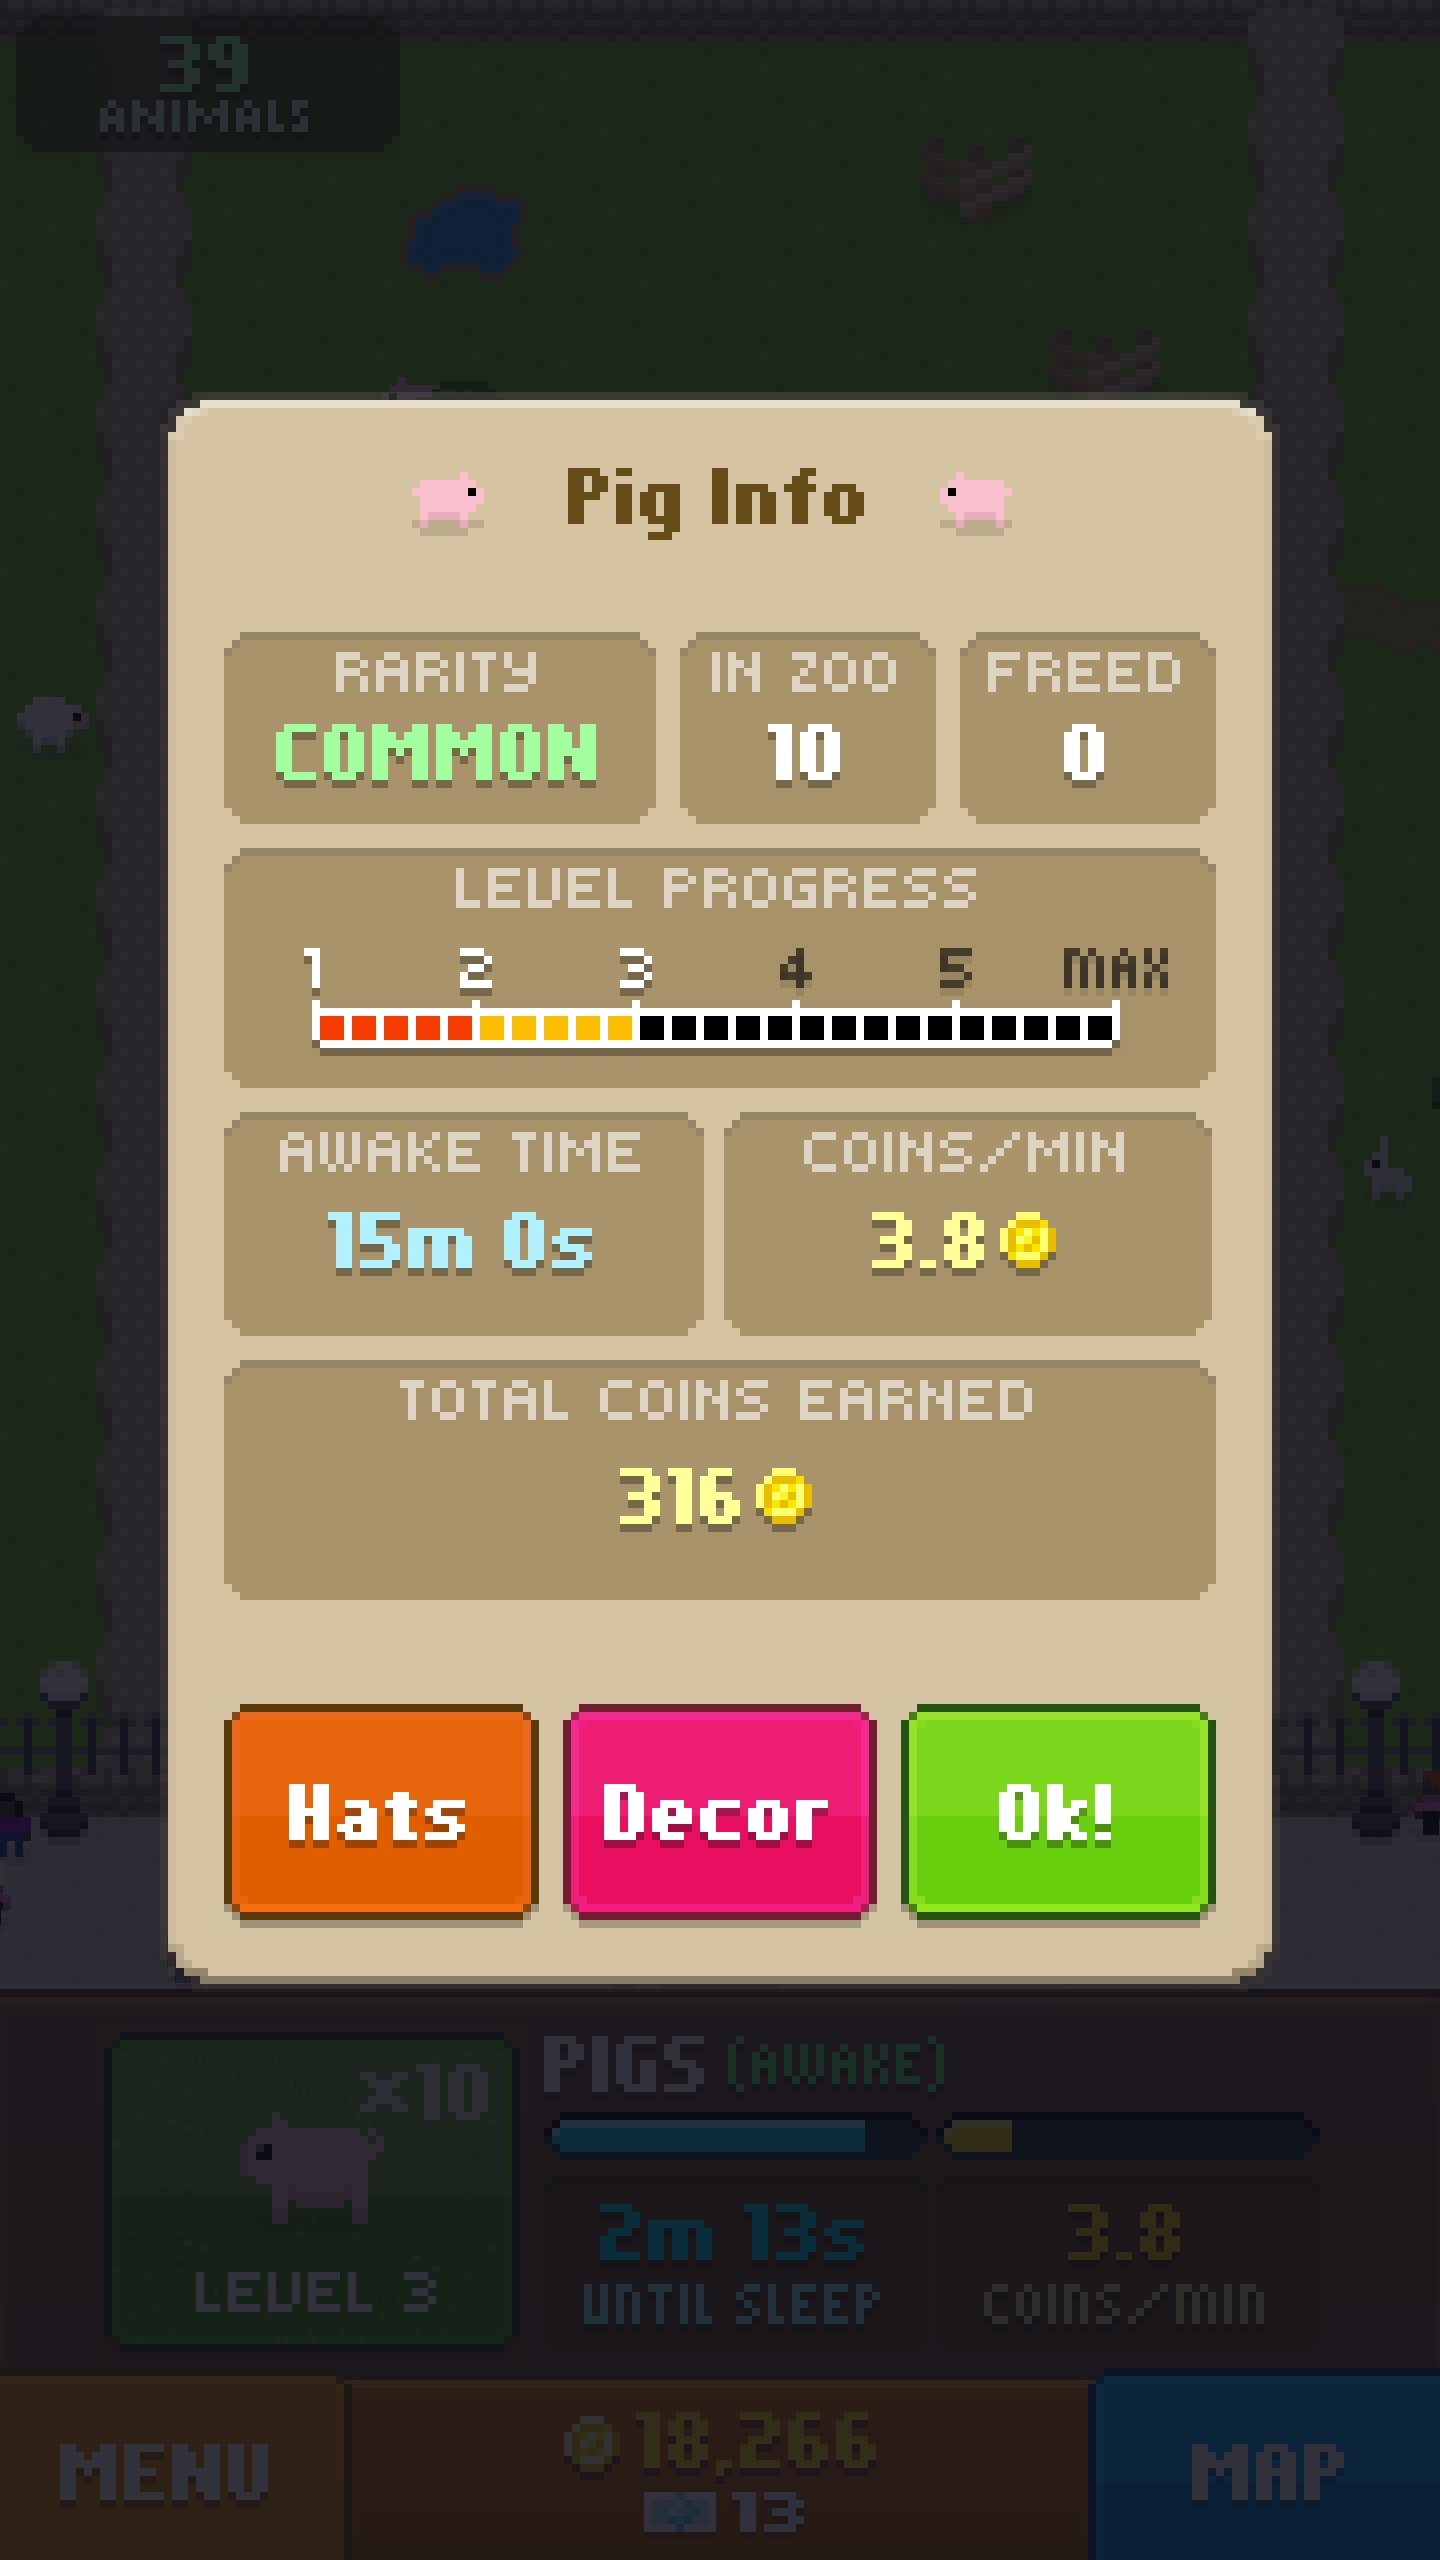 39
ANIMALS
Pig Info
RARITY
COMMON
IN ZOO
10
FREED
0
LEVEL PROGRESS
1 2 3 4 5 MAX
AWAKE TIME
15m 0s
COINS/MIN
3.8
TOTAL COINS EARNED
316
Hats
Decor
Ok!
×10
LEVEL 3
PIGS (AWAKE)
2m 13s
UNTIL SLEEP
3.8
COINS/MIN
MENU
18,266
13
MAP